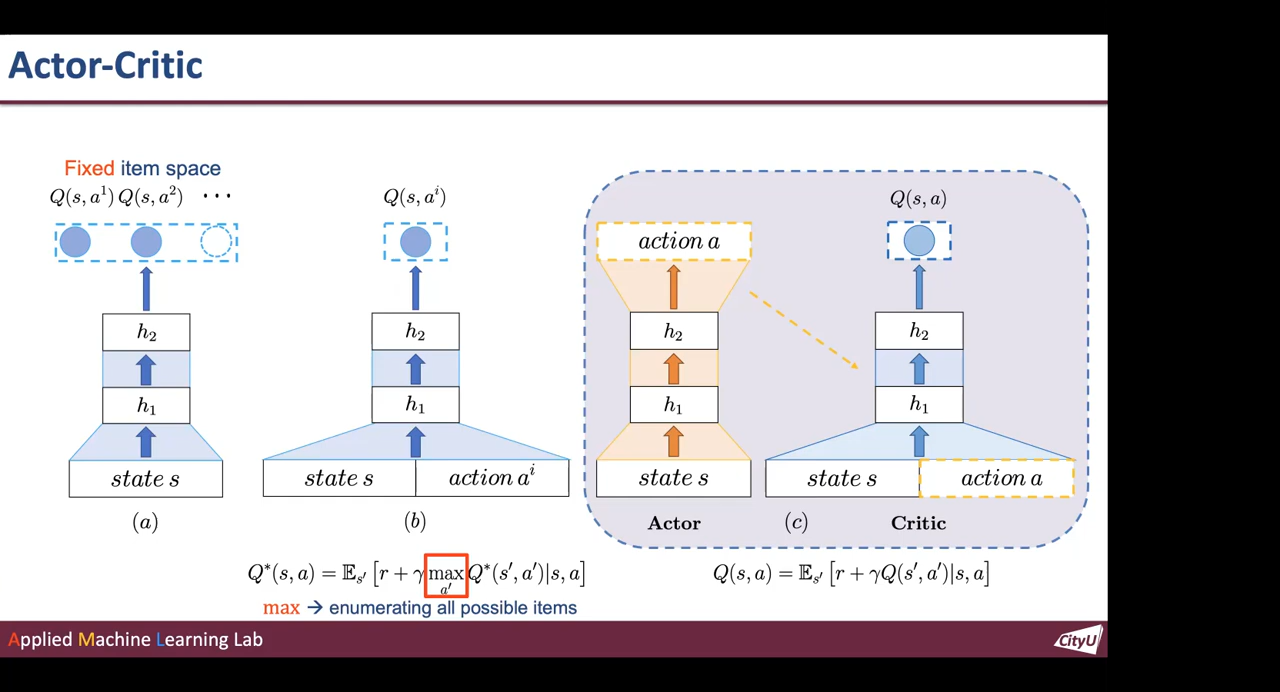 Actor-Critic
Fixed item space
Q(s, a¹) Q(s, a²) ···
h₂
h₁
state s
(a)
Q(s, aⁱ)
h₂
h₁
state s action aⁱ
(b)
action a
h₂
h₁
state s
Actor
(c)
Q(s, a)
h₂
h₁
state s action a
Critic
Q*(s, a) = 𝔼ₛ′ [r + γ max Q*(s′, a′)|s, a]
a′
max → enumerating all possible items
Q(s, a) = 𝔼ₛ′ [r + γQ(s′, a′)|s, a]
Applied Machine Learning Lab
CityU